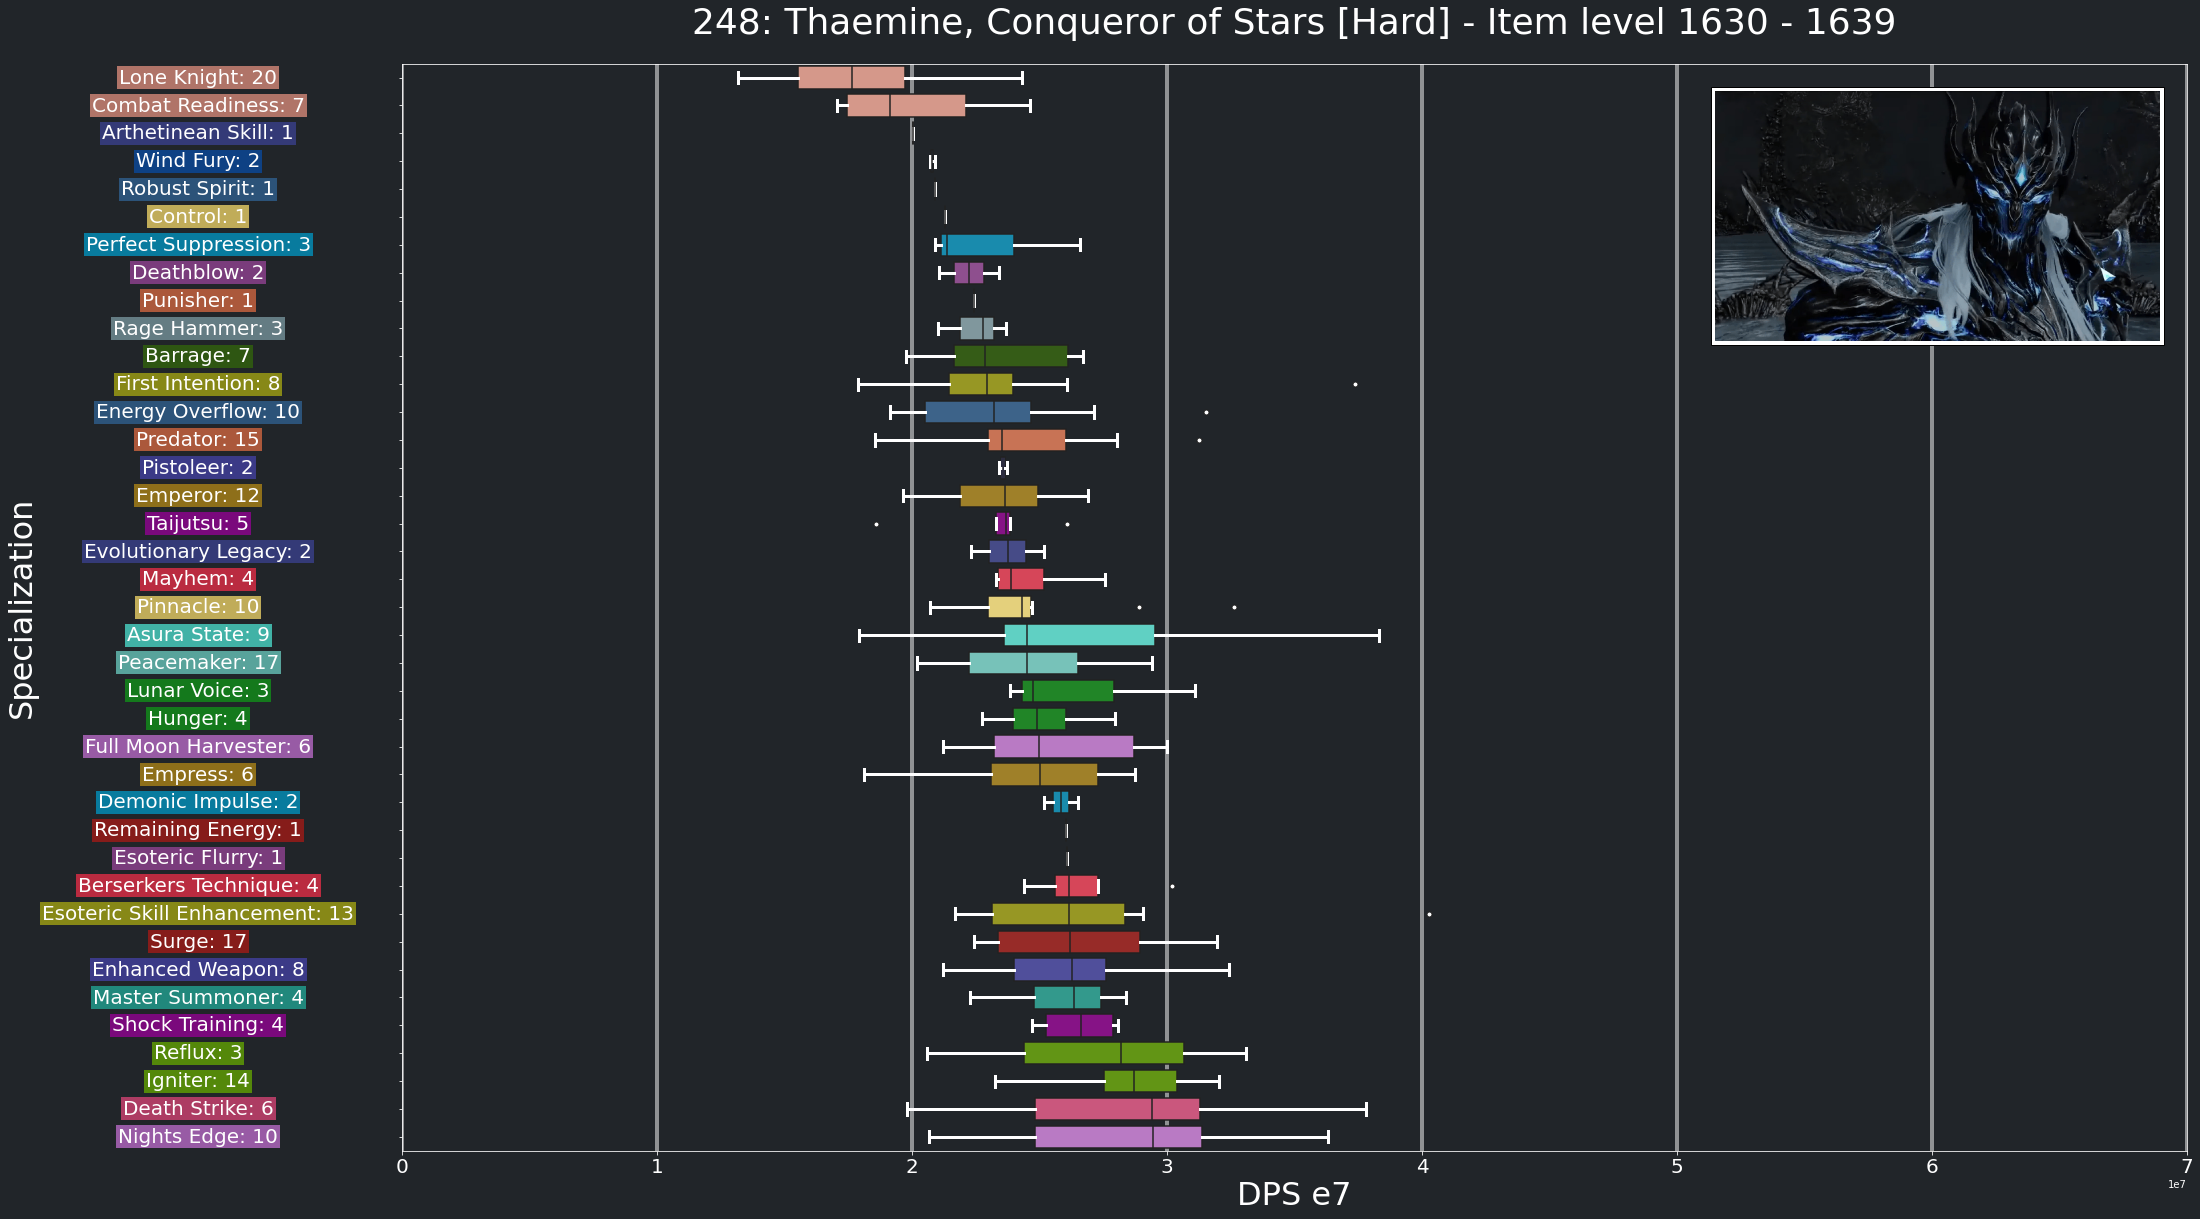 248: Thaemine, Conqueror of Stars [Hard] - Item level 1630 - 1639
Specialization
Lone Knight: 20
Combat Readiness: 7
Arthetinean Skill: 1
Wind Fury: 2
Robust Spirit: 1
Control: 1
Perfect Suppression: 3
Deathblow: 2
Punisher: 1
Rage Hammer: 3
Barrage: 7
First Intention: 8
Energy Overflow: 10
Predator: 15
Pistoleer: 2
Emperor: 12
Taijutsu: 5
Evolutionary Legacy: 2
Mayhem: 4
Pinnacle: 10
Asura State: 9
Peacemaker: 17
Lunar Voice: 3
Hunger: 4
Full Moon Harvester: 6
Empress: 6
Demonic Impulse: 2
Remaining Energy: 1
Esoteric Flurry: 1
Berserkers Technique: 4
Esoteric Skill Enhancement: 13
Surge: 17
Enhanced Weapon: 8
Master Summoner: 4
Shock Training: 4
Reflux: 3
Igniter: 14
Death Strike: 6
Nights Edge: 10
0 1 2 3 4 5 6 7
1e7
DPS e7